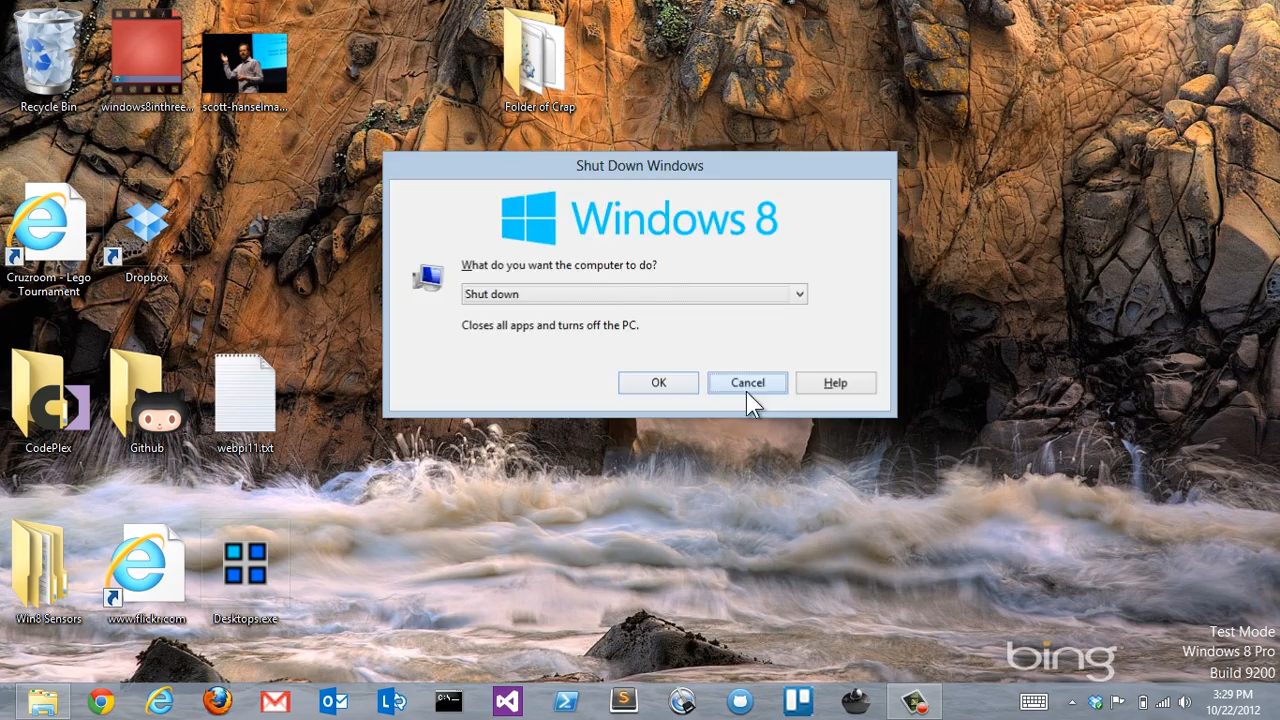 Recycle Bin
windows8inthree...
scott-hanselma...
Folder of Crap
Shut Down Windows
Windows 8
What do you want the computer to do?
Shut down
Closes all apps and turns off the PC.
OK
Cancel
Help
Cruzroom - Lego
Tournament
Dropbox
CodePlex
Github
webpi11.txt
Win8 Sensors
www.flickr.com
Desktops.exe
bing
Test Mode
Windows 8 Pro
Build 9200
3:29 PM
10/22/2012